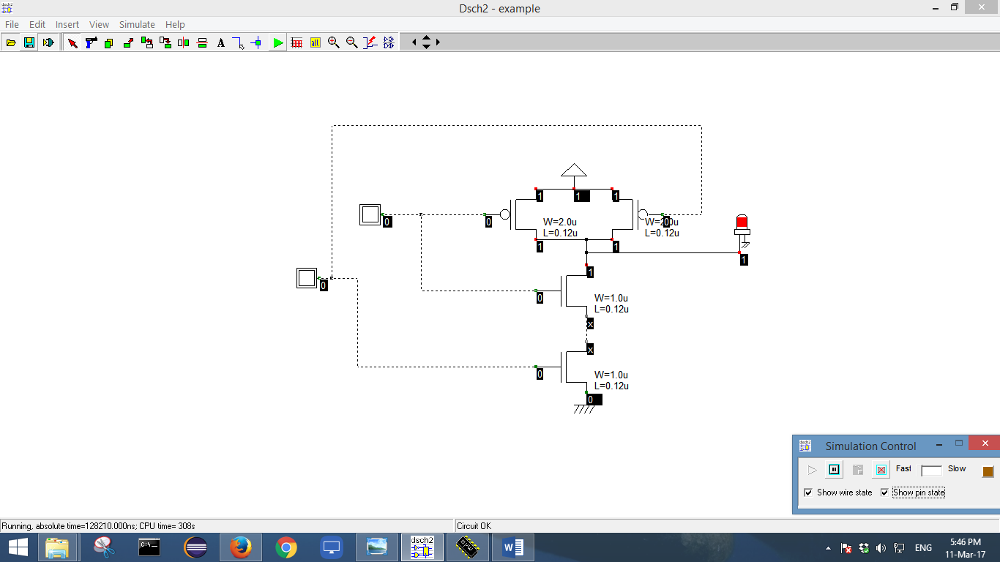 Dsch2 - example
File Edit Insert View Simulate Help
A
1 1 1
0 0 0
W=2.0u
L=0.12u
L=0.12u
1 1
1
0 1
W=1.0u
0 L=0.12u
x
x
W=1.0u
0 L=0.12u
0
Simulation Control
Fast Slow
Show wire state Show pin state
Running, absolute time=128210.000ns; CPU time= 308s
Circuit OK
dsch2
C:\_
W
ENG
5:46 PM
11-Mar-17